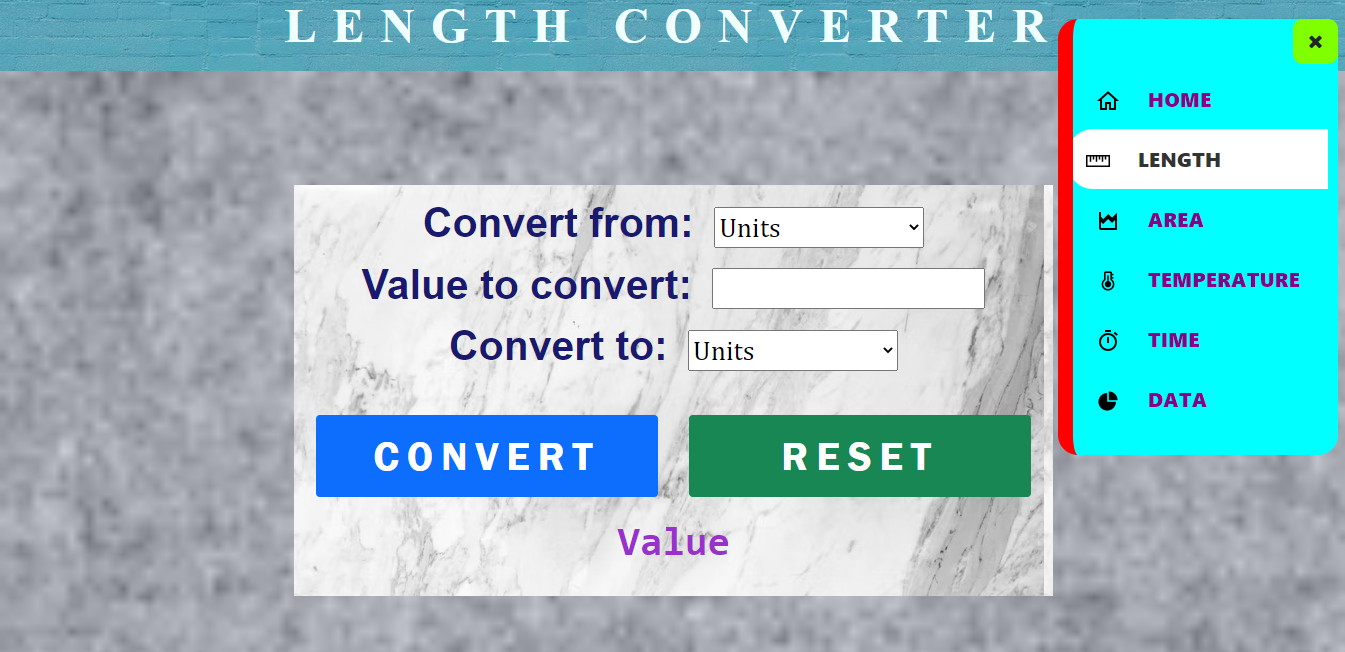 LENGTH CONVERTER
HOME
LENGTH
AREA
TEMPERATURE
TIME
DATA
Convert from: Units
Value to convert:
Convert to: Units
CONVERT RESET
Value